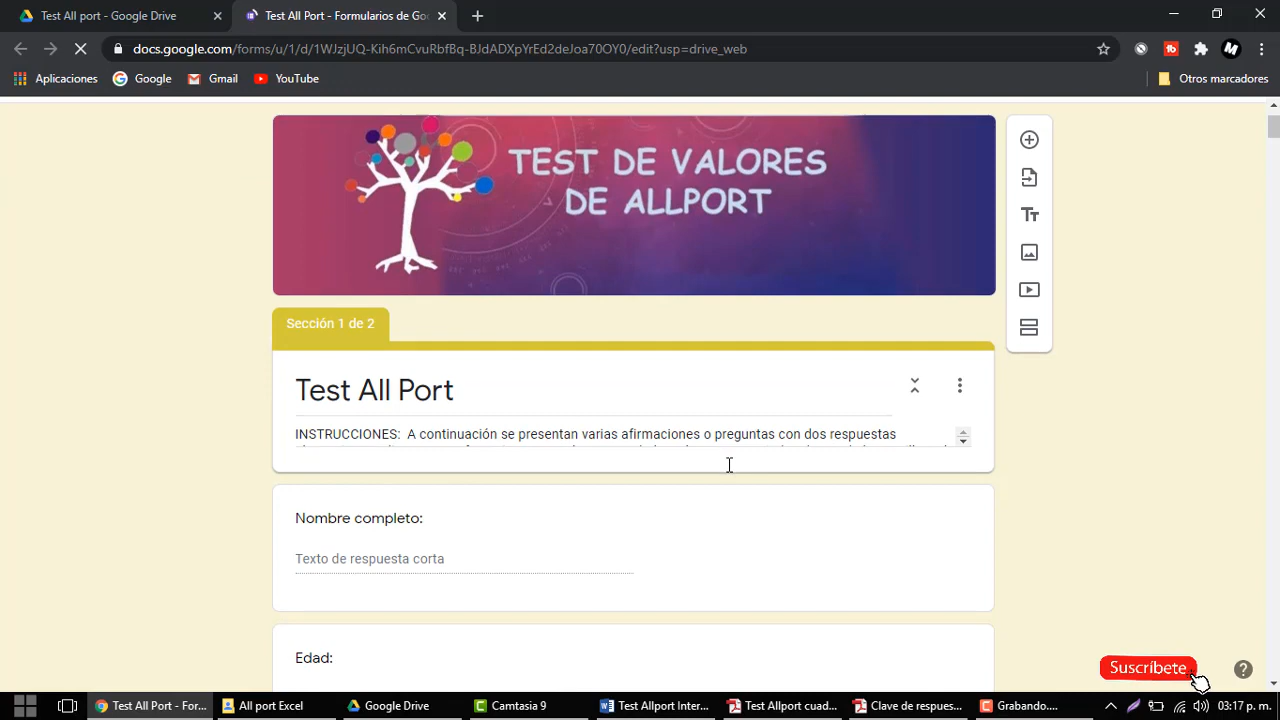 Test All port - Google Drive
Test All Port - Formularios de Goo
docs.google.com/forms/u/1/d/1WJzjUQ-Kih6mCvuRbfBq-BJdADXpYrEd2deJoa70OY0/edit?usp=drive_web
Aplicaciones
Google
Gmail
YouTube
Otros marcadores
TEST DE VALORES
DE ALLPORT
Sección 1 de 2
Test All Port
INSTRUCCIONES: A continuación se presentan varias afirmaciones o preguntas con dos respuestas
Nombre completo:
Texto de respuesta corta
Edad:
Suscríbete
Test All Port - For...
All port Excel
Google Drive
Camtasia 9
Test Allport Inter...
Test Allport cuad...
Clave de respues...
Grabando....
03:17 p. m.